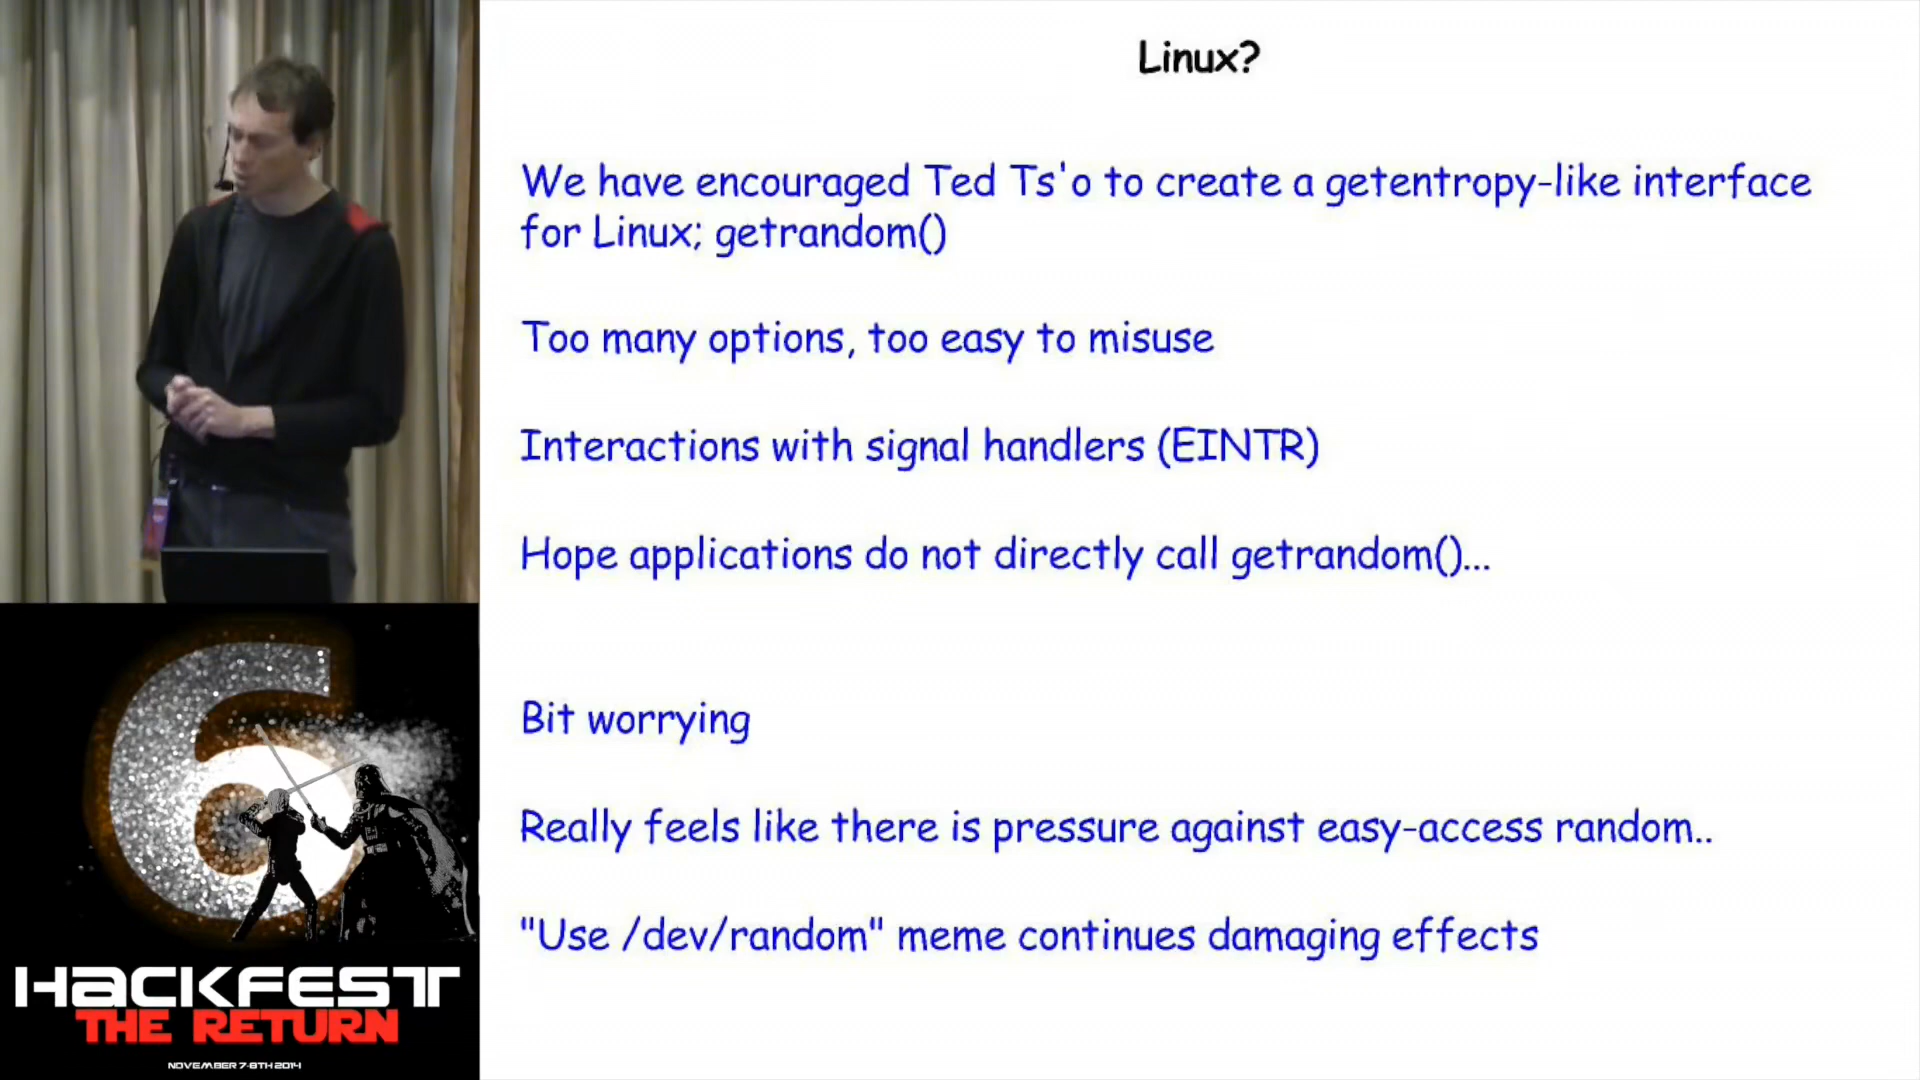 Linux?
We have encouraged Ted Ts'o to create a getentropy-like interface
for Linux; getrandom()
Too many options, too easy to misuse
Interactions with signal handlers (EINTR)
Hope applications do not directly call getrandom()...
Bit worrying
Really feels like there is pressure against easy-access random..
"Use /dev/random" meme continues damaging effects
6
HACKFEST
THE RETURN
NOVEMBER 7-8TH 2014